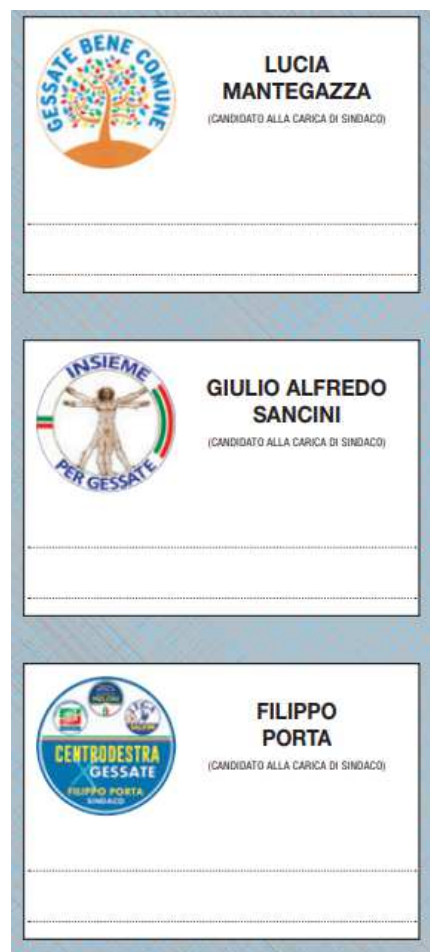 GESSATE BENE COMUNE
LUCIA
MANTEGAZZA
(CANDIDATO ALLA CARICA DI SINDACO)
INSIEME
PER GESSATE
GIULIO ALFREDO
SANCINI
(CANDIDATO ALLA CARICA DI SINDACO)
CENTRODESTRA
GESSATE
FILIPPO PORTA
SINDACO
FILIPPO
PORTA
(CANDIDATO ALLA CARICA DI SINDACO)